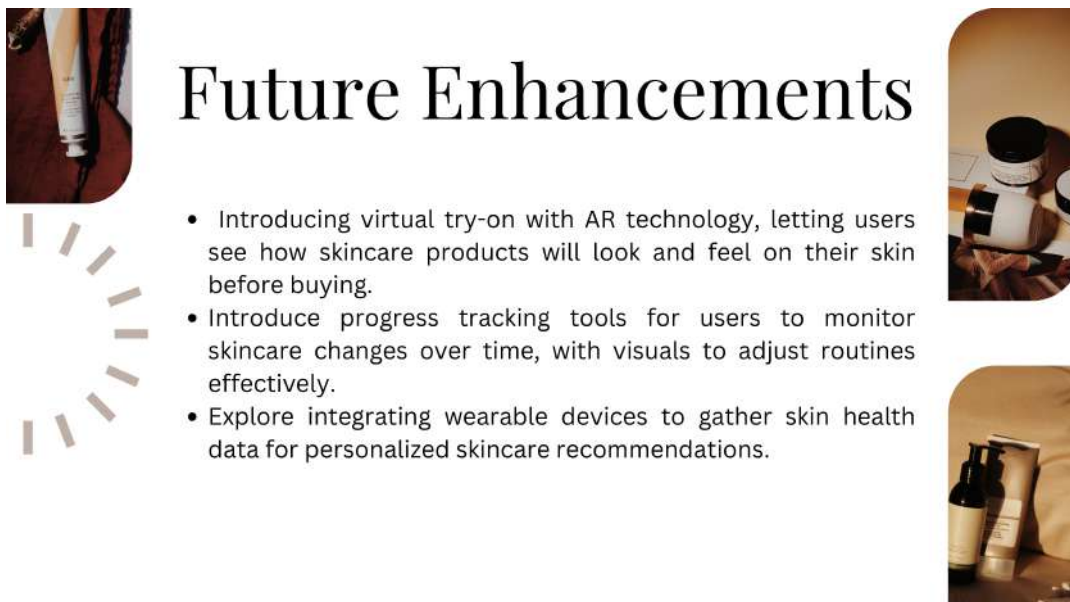 Future Enhancements
• Introducing virtual try-on with AR technology, letting users
see how skincare products will look and feel on their skin
before buying.
• Introduce progress tracking tools for users to monitor
skincare changes over time, with visuals to adjust routines
effectively.
• Explore integrating wearable devices to gather skin health
data for personalized skincare recommendations.